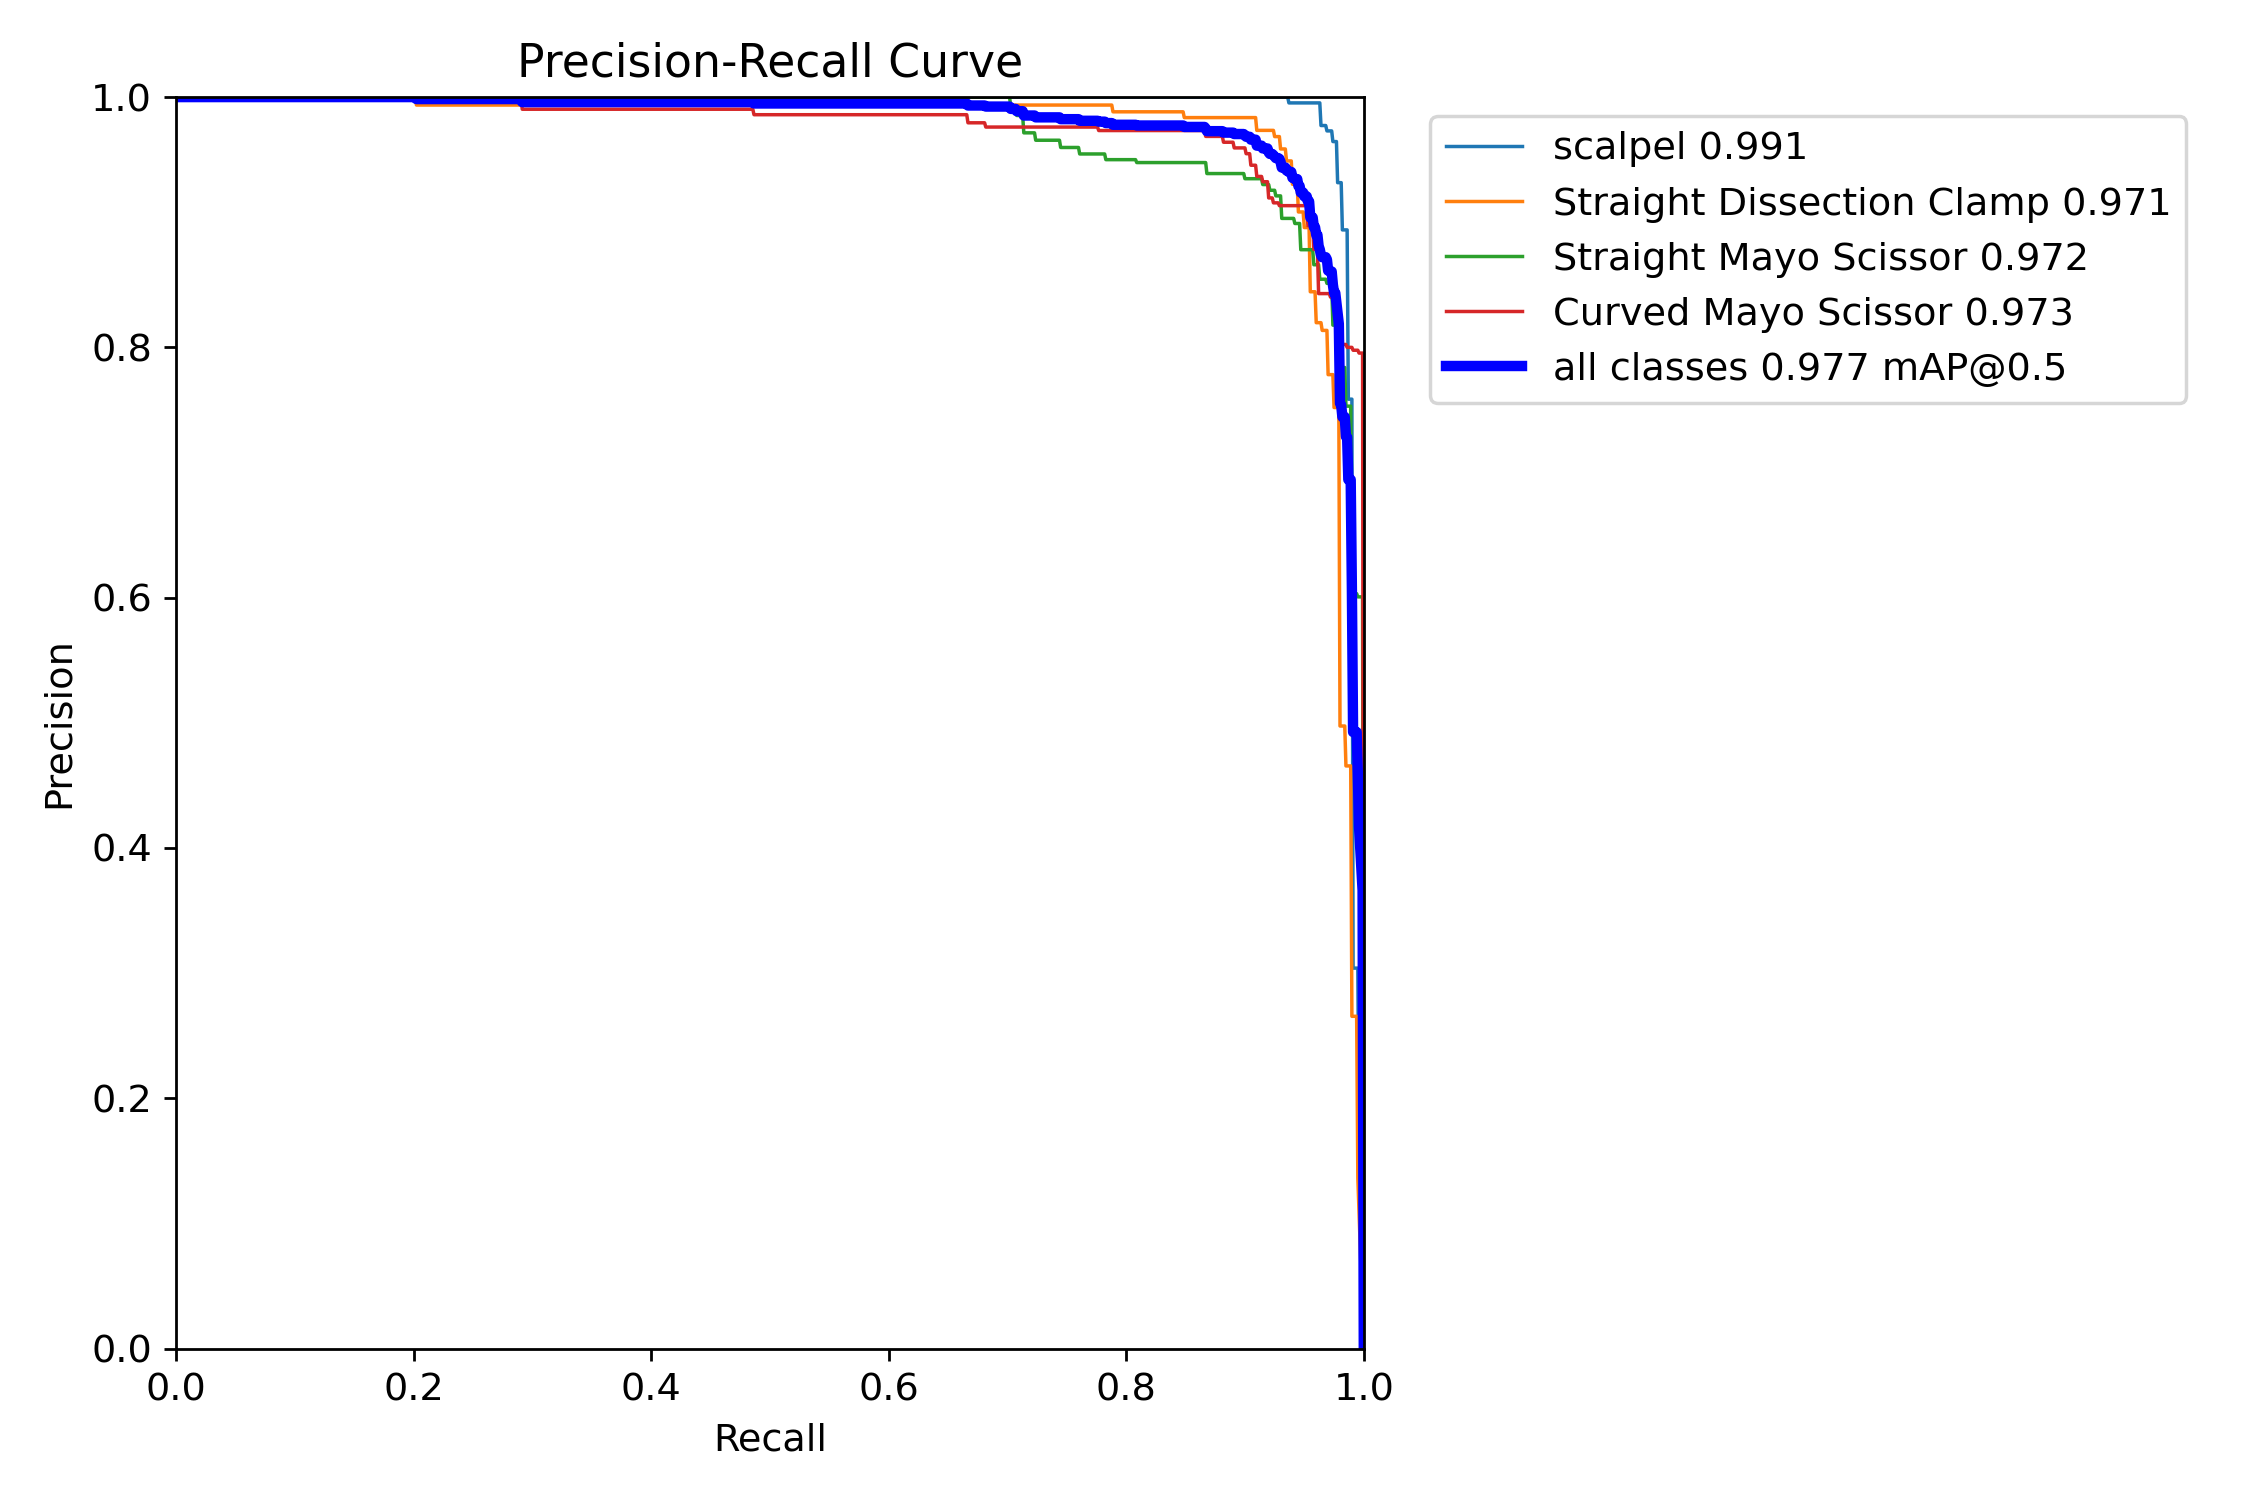 Precision-Recall Curve
1.0
0.8
0.6
0.4
0.2
0.0
Precision
0.0 0.2 0.4 0.6 0.8 1.0
Recall
scalpel 0.991
Straight Dissection Clamp 0.971
Straight Mayo Scissor 0.972
Curved Mayo Scissor 0.973
all classes 0.977 mAP@0.5